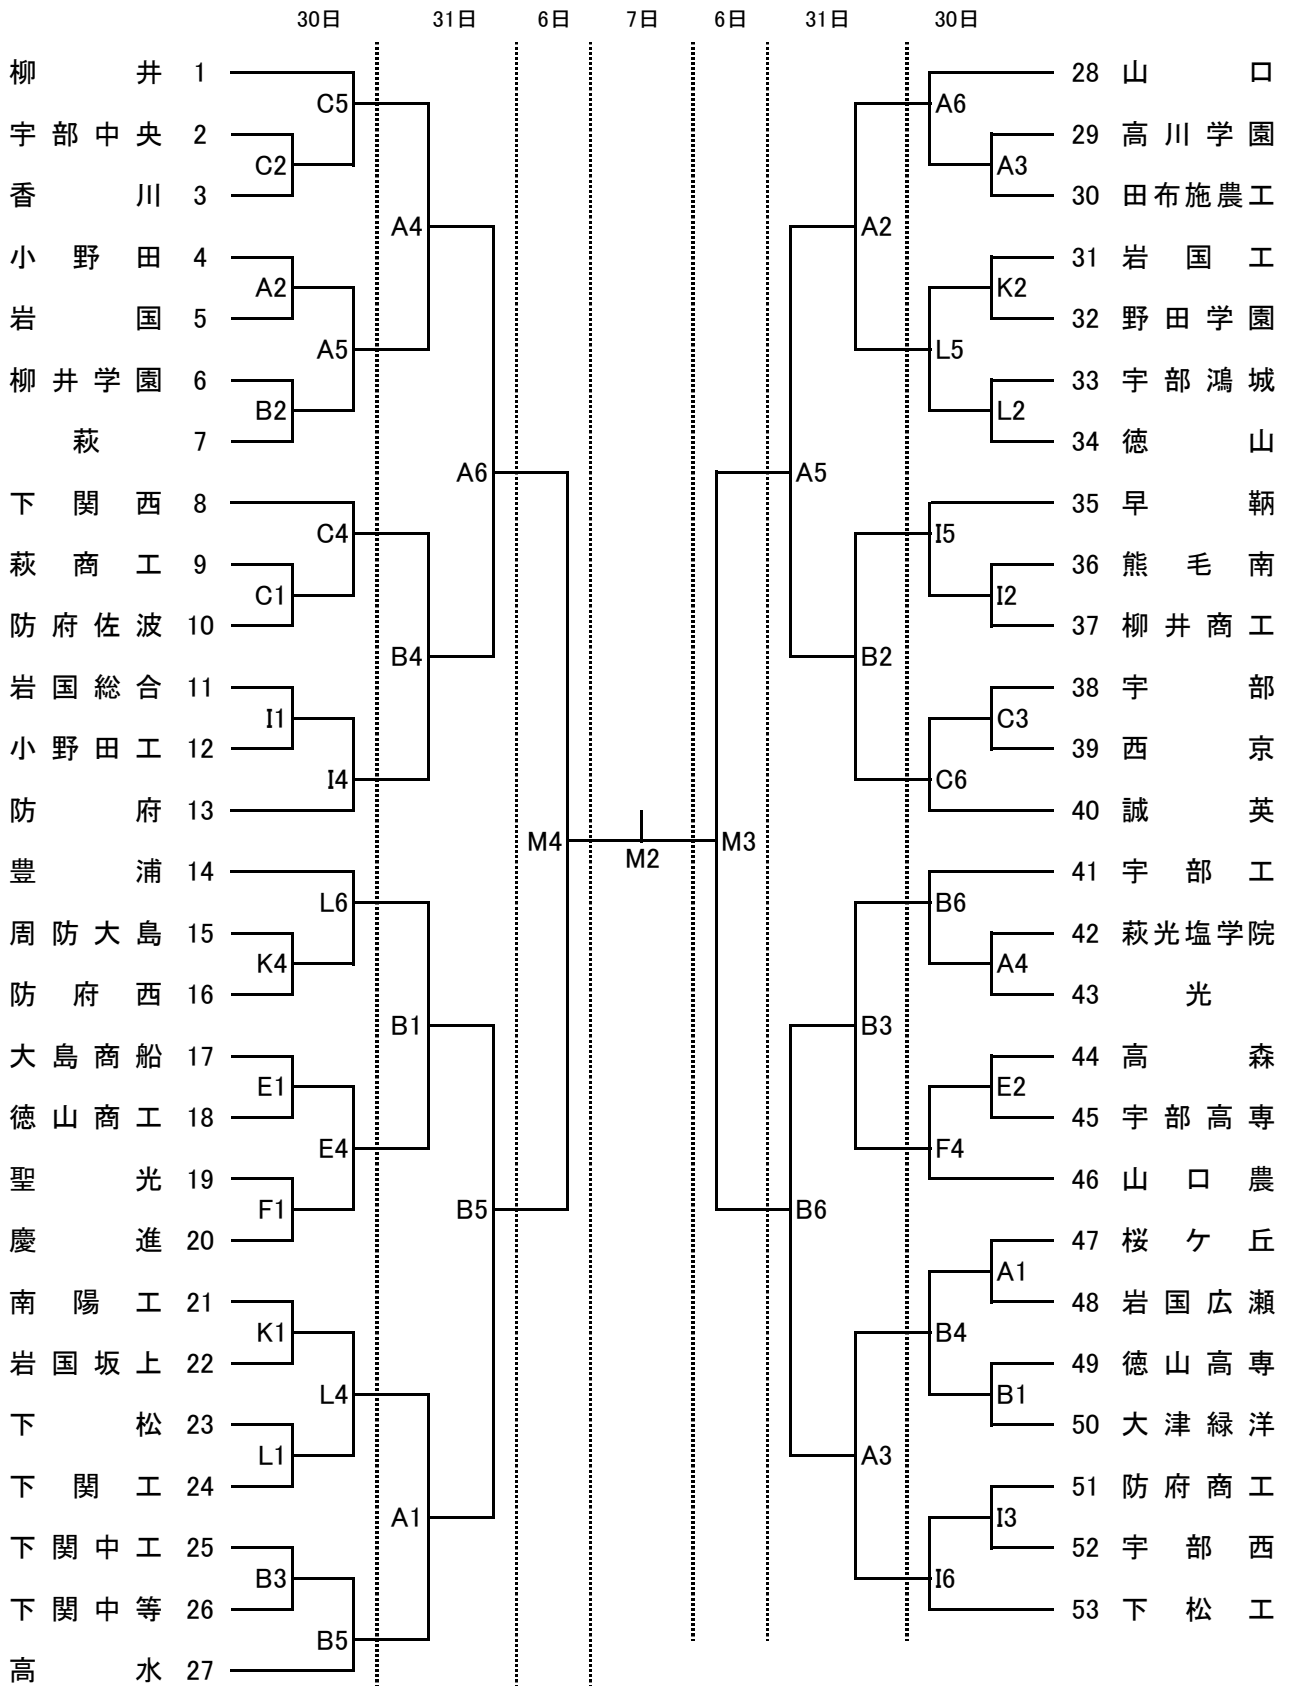 30日 31日 6日 7日 6日 31日 30日
柳井 1
C5
宇部中央 2
C2
香川 3
A4
小野田 4
A2
岩国 5
A5
柳井学園 6
B2
萩 7
A6
下関西 8
C4
萩商工 9
C1
防府佐波 10
B4
岩国総合 11
I1
小野田工 12
I4
防府 13
M4
豊浦 14
L6
周防大島 15
K4
防府西 16
B1
大島商船 17
E1
徳山商工 18
E4
聖光 19
F1
B5
慶進 20
南陽工 21
K1
岩国坂上 22
L4
下松 23
L1
下関工 24
A1
下関中工 25
B3
下関中等 26
B5
高水 27
M2
28 山口
A6
29 高川学園
A3
30 田布施農工
A2
31 岩国工
K2
32 野田学園
L5
33 宇部鴻城
L2
34 徳山
A5
35 早鞆
I5
36 熊毛南
I2
37 柳井商工
B2
38 宇部
C3
39 西京
C6
40 誠英
M3
41 宇部工
B6
42 萩光塩学院
A4
43 光
B3
44 高森
E2
45 宇部高専
F4
46 山口農
B6
47 桜ケ丘
A1
48 岩国広瀬
B4
49 徳山高専
B1
50 大津緑洋
A3
51 防府商工
I3
52 宇部西
I6
53 下松工